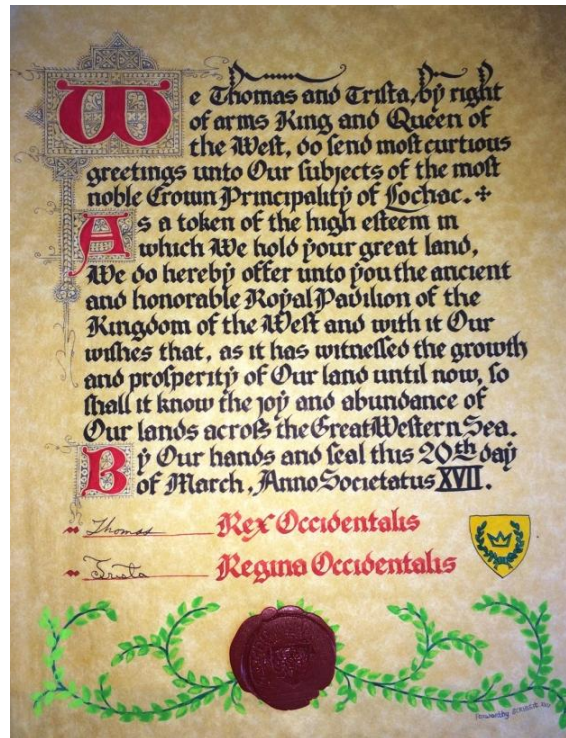 We Thomas and Trista, by right
of arms King and Queen of
the West, do send most curtious
greetings unto Our subjects of the most
noble Crown Principality of Lochac. +
As a token of the high esteem in
which We hold your great land,
We do hereby offer unto you the ancient
and honorable Royal Pavilion of the
Kingdom of the West and with it Our
wishes that, as it has witnessed the growth
and prosperity of Our land until now, so
shall it know the joy and abundance of
Our lands across the Great Western Sea.
By Our hands and seal this 20th day
of March, Anno Societatus XVII.
Thomas Rex Occidentalis
Trista Regina Occidentalis